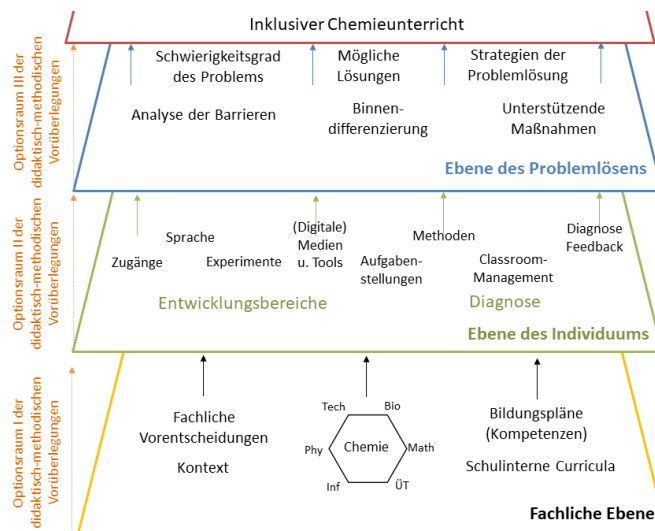 Inklusiver Chemieunterricht
Optionsraum III der
didaktisch-methodischen
Vorüberlegungen
Schwierigkeitsgrad
des Problems
Mögliche
Lösungen
Strategien der
Problemlösung
Analyse der Barrieren
Binnen-
differenzierung
Unterstützende
Maßnahmen
Ebene des Problemlösens
Optionsraum II der
didaktisch-methodischen
Vorüberlegungen
Zugänge
Sprache
Experimente
(Digitale)
Medien
u. Tools
Aufgaben-
stellungen
Methoden
Classroom-
Management
Diagnose
Feedback
Entwicklungsbereiche
Diagnose
Ebene des Individuums
Optionsraum I der
didaktisch-methodischen
Vorüberlegungen
Fachliche
Vorentscheidungen
Kontext
Tech
Bio
Phy
Chemie
Math
Inf
ÜT
Bildungspläne
(Kompetenzen)
Schulinterne Curricula
Fachliche Ebene